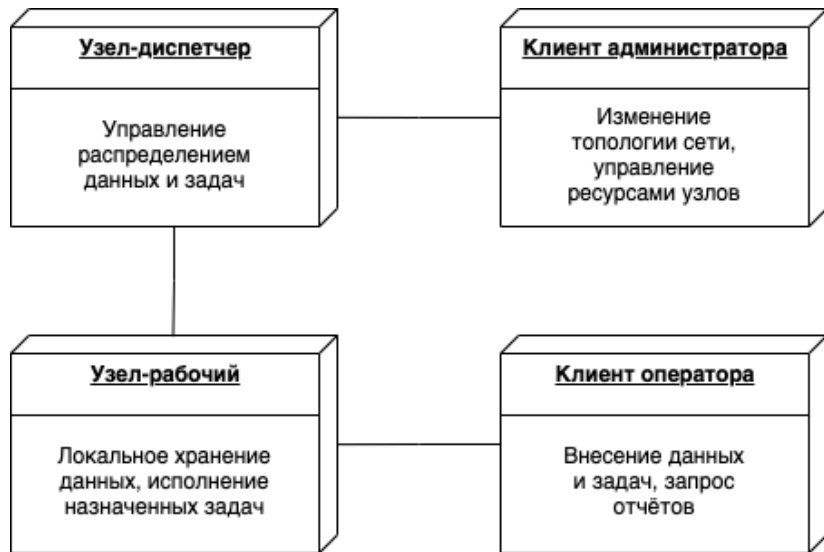 Узел-диспетчер
Управление
распределением
данных и задач
Клиент администратора
Изменение
топологии сети,
управление
ресурсами узлов
Узел-рабочий
Локальное хранение
данных, исполнение
назначенных задач
Клиент оператора
Внесение данных
и задач, запрос
отчётов